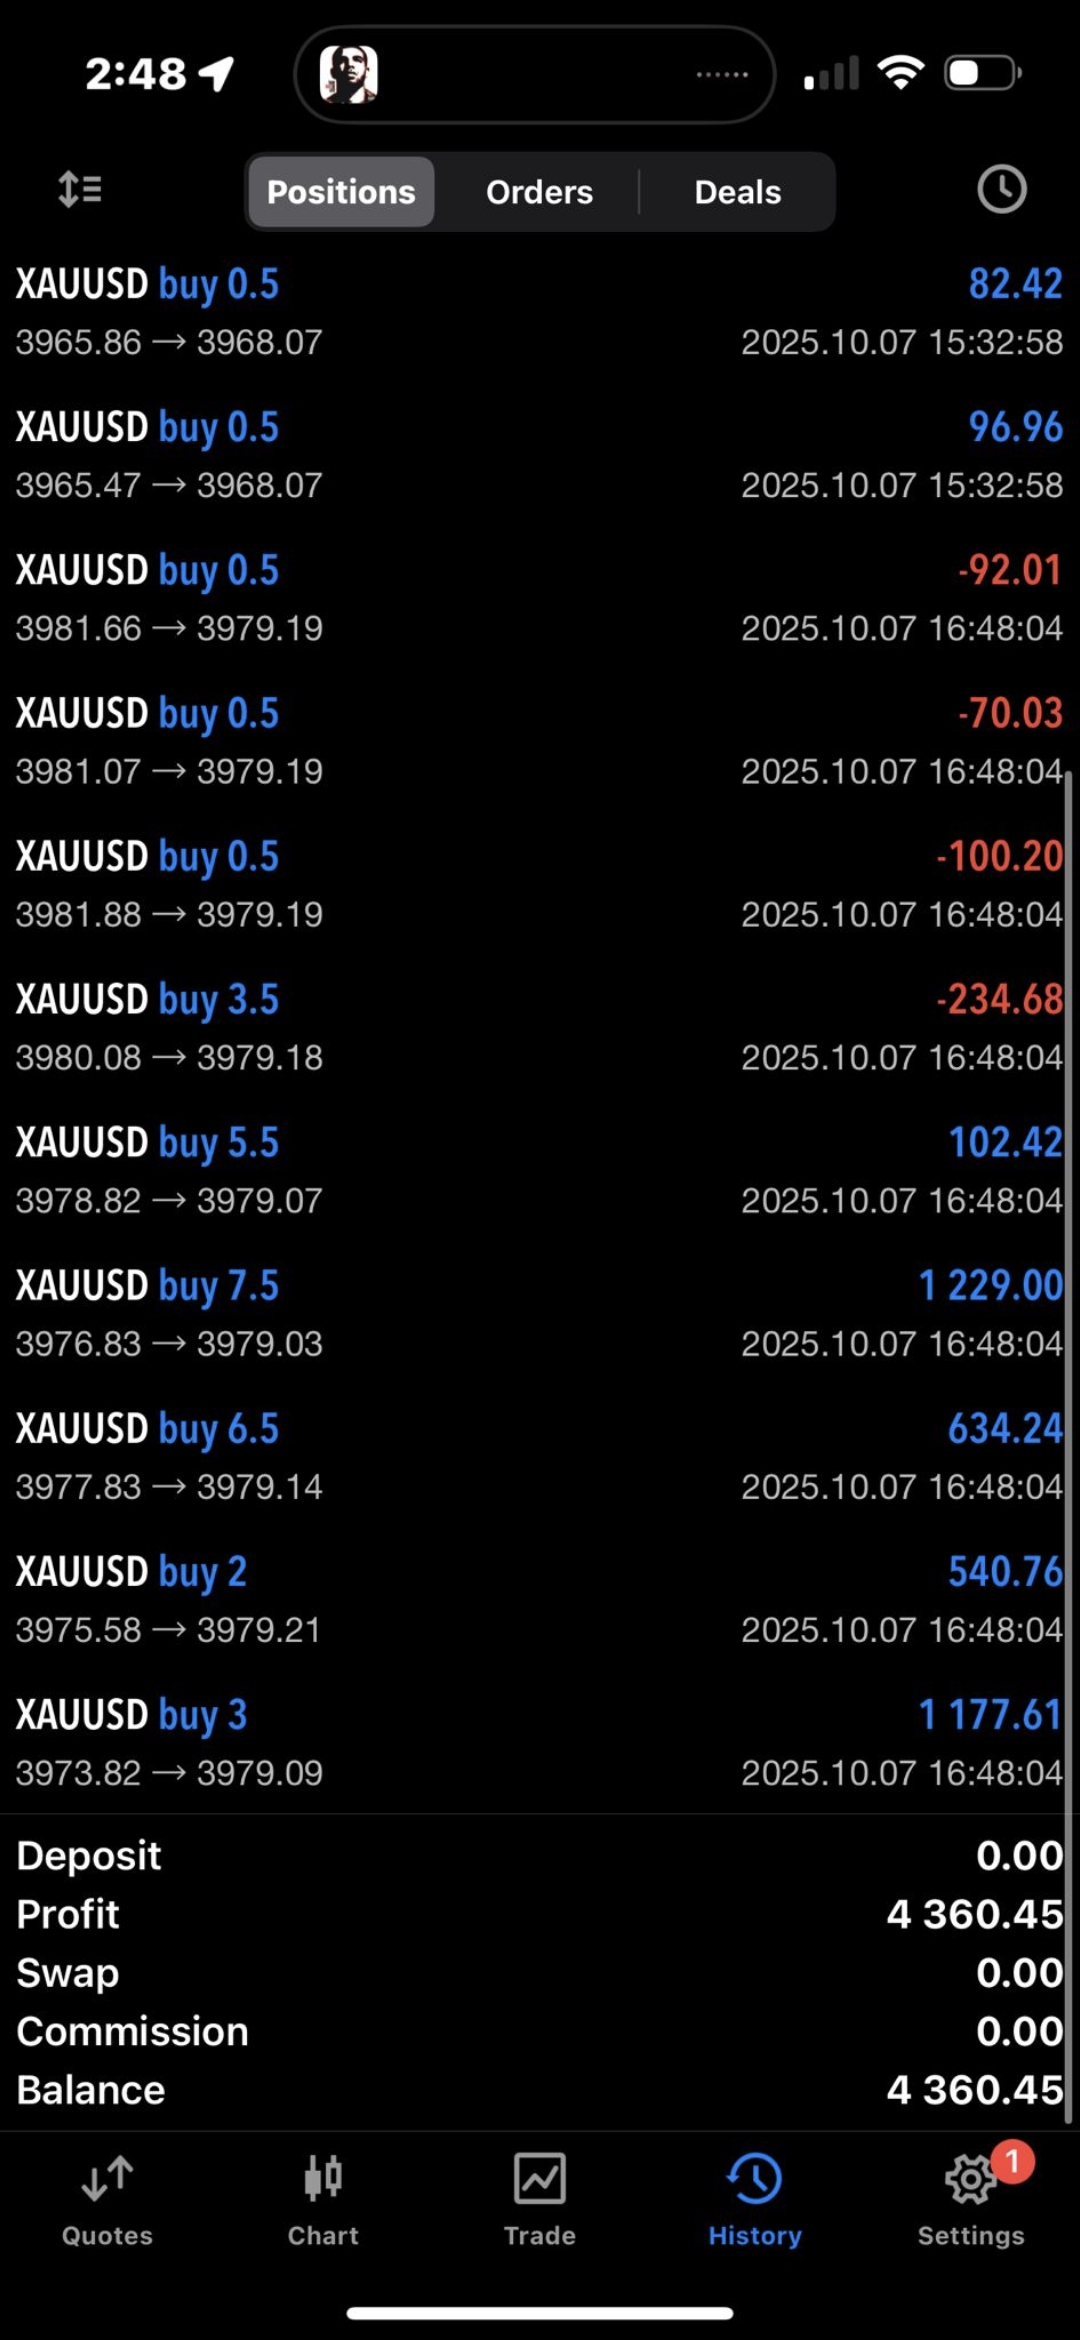 2:48
Positions Orders Deals
XAUUSD buy 0.5 82.42
3965.86 → 3968.07 2025.10.07 15:32:58
XAUUSD buy 0.5 96.96
3965.47 → 3968.07 2025.10.07 15:32:58
XAUUSD buy 0.5 -92.01
3981.66 → 3979.19 2025.10.07 16:48:04
XAUUSD buy 0.5 -70.03
3981.07 → 3979.19 2025.10.07 16:48:04
XAUUSD buy 0.5 -100.20
3981.88 → 3979.19 2025.10.07 16:48:04
XAUUSD buy 3.5 -234.68
3980.08 → 3979.18 2025.10.07 16:48:04
XAUUSD buy 5.5 102.42
3978.82 → 3979.07 2025.10.07 16:48:04
XAUUSD buy 7.5 1 229.00
3976.83 → 3979.03 2025.10.07 16:48:04
XAUUSD buy 6.5 634.24
3977.83 → 3979.14 2025.10.07 16:48:04
XAUUSD buy 2 540.76
3975.58 → 3979.21 2025.10.07 16:48:04
XAUUSD buy 3 1 177.61
3973.82 → 3979.09 2025.10.07 16:48:04
Deposit 0.00
Profit 4 360.45
Swap 0.00
Commission 0.00
Balance 4 360.45
1
Quotes Chart Trade History Settings